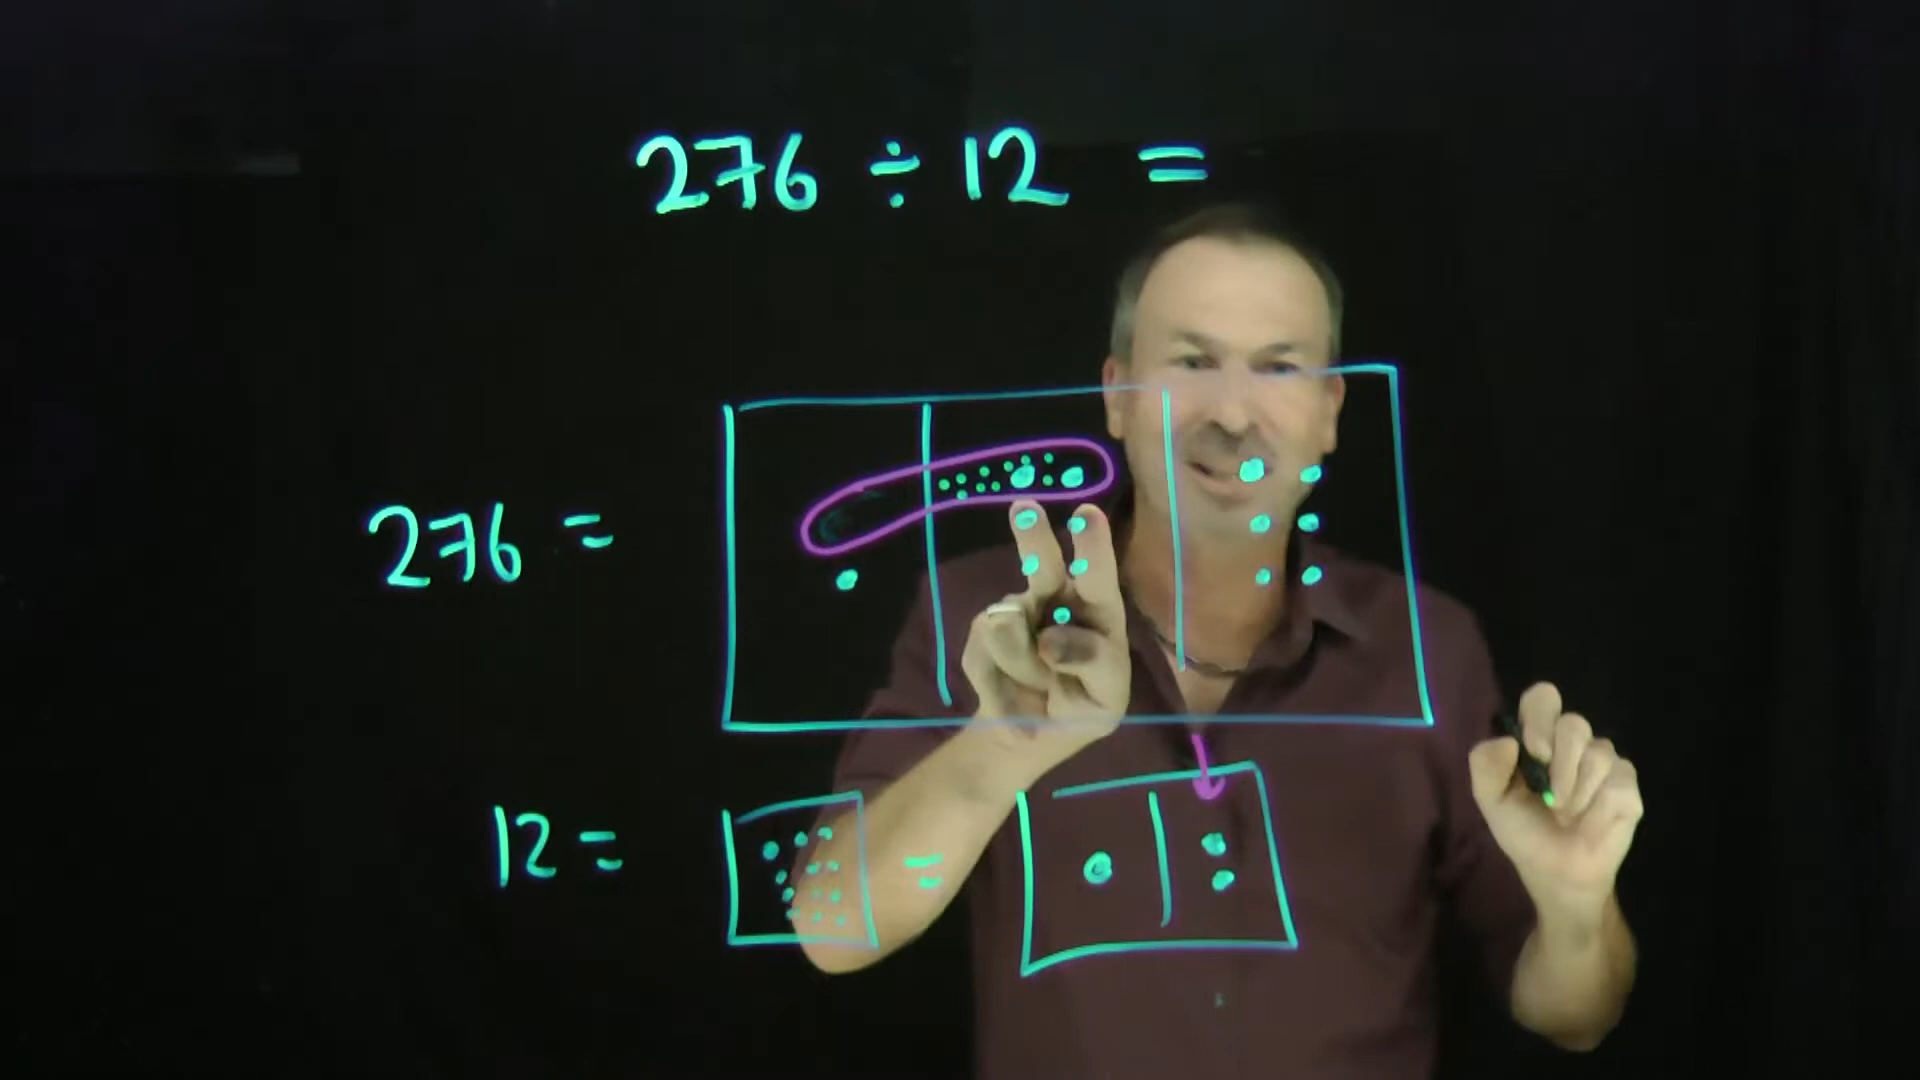 276 ÷ 12 =
276 =
12 = =